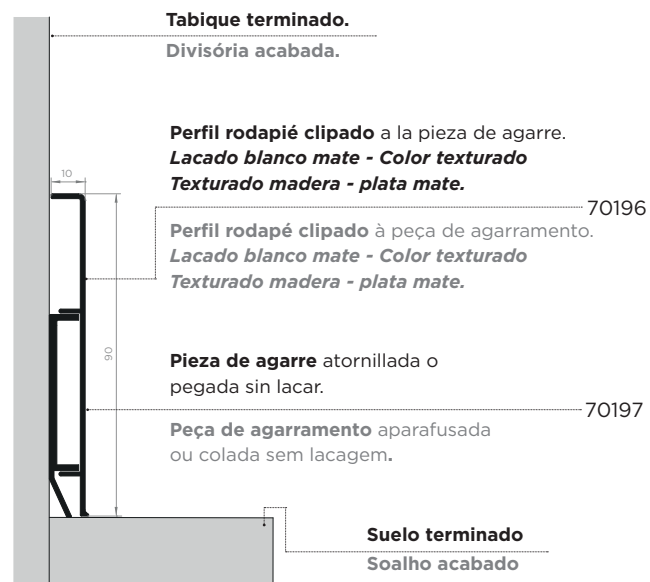 Tabique terminado.
Divisória acabada.
Perfil rodapié clipado a la pieza de agarre.
Lacado blanco mate - Color texturado
Texturado madera - plata mate.
10
70196
Perfil rodapé clipado à peça de agarramento.
Lacado blanco mate - Color texturado
Texturado madera - plata mate.
90
Pieza de agarre atornillada o
pegada sin lacar.
70197
Peça de agarramento aparafusada
ou colada sem lacagem.
Suelo terminado
Soalho acabado